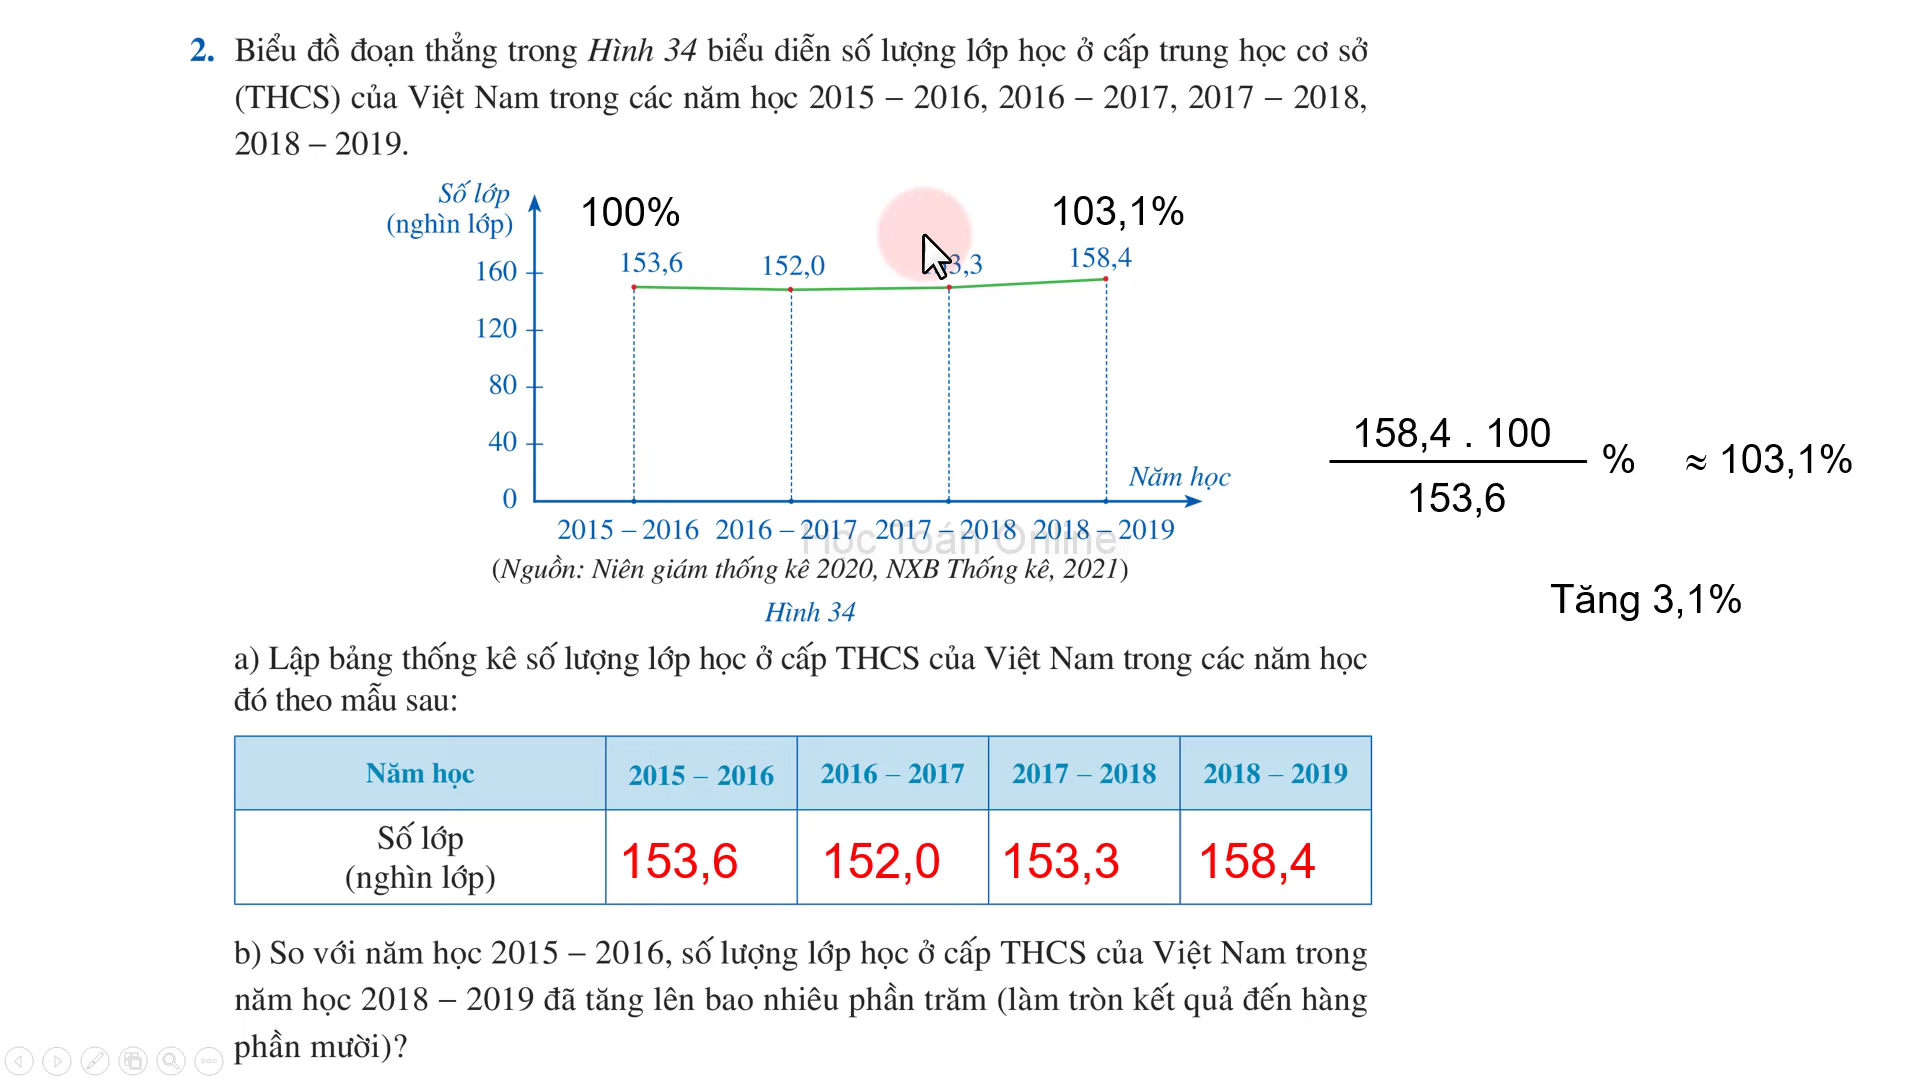 2. Biểu đồ đoạn thẳng trong Hình 34 biểu diễn số lượng lớp học ở cấp trung học cơ sở
(THCS) của Việt Nam trong các năm học 2015 – 2016, 2016 – 2017, 2017 – 2018,
2018 – 2019.
Số lớp
(nghìn lớp)
100%
103,1%
153,6
152,0
3,3
158,4
160
120
80
40
0
Năm học
2015 – 2016 2016 – 2017 2017 – 2018 2018 – 2019
Học Toán Online
(Nguồn: Niên giám thống kê 2020, NXB Thống kê, 2021)
Hình 34
158,4 . 100
153,6
% ≈ 103,1%
Tăng 3,1%
a) Lập bảng thống kê số lượng lớp học ở cấp THCS của Việt Nam trong các năm học
đó theo mẫu sau:
Năm học 2015 – 2016 2016 – 2017 2017 – 2018 2018 – 2019
Số lớp
(nghìn lớp)
153,6 152,0 153,3 158,4
b) So với năm học 2015 – 2016, số lượng lớp học ở cấp THCS của Việt Nam trong
năm học 2018 – 2019 đã tăng lên bao nhiêu phần trăm (làm tròn kết quả đến hàng
phần mười)?